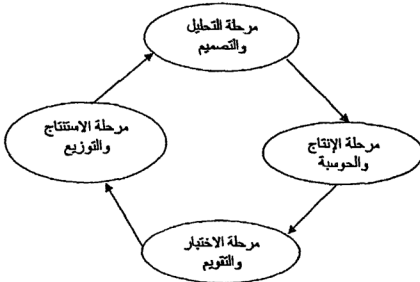 مرحلة التحليل
والتصميم
مرحلة الإنتاج
والحوسبة
مرحلة الاختبار
والتقويم
مرحلة الاستنتاج
والتوزيع